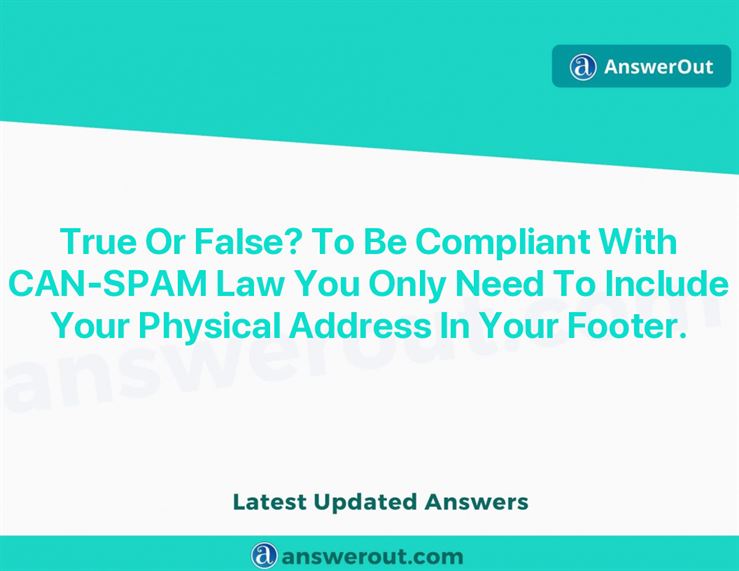 a AnswerOut
True Or False? To Be Compliant With
CAN-SPAM Law You Only Need To Include
Your Physical Address In Your Footer.
answerout.com
Latest Updated Answers
a answerout.com